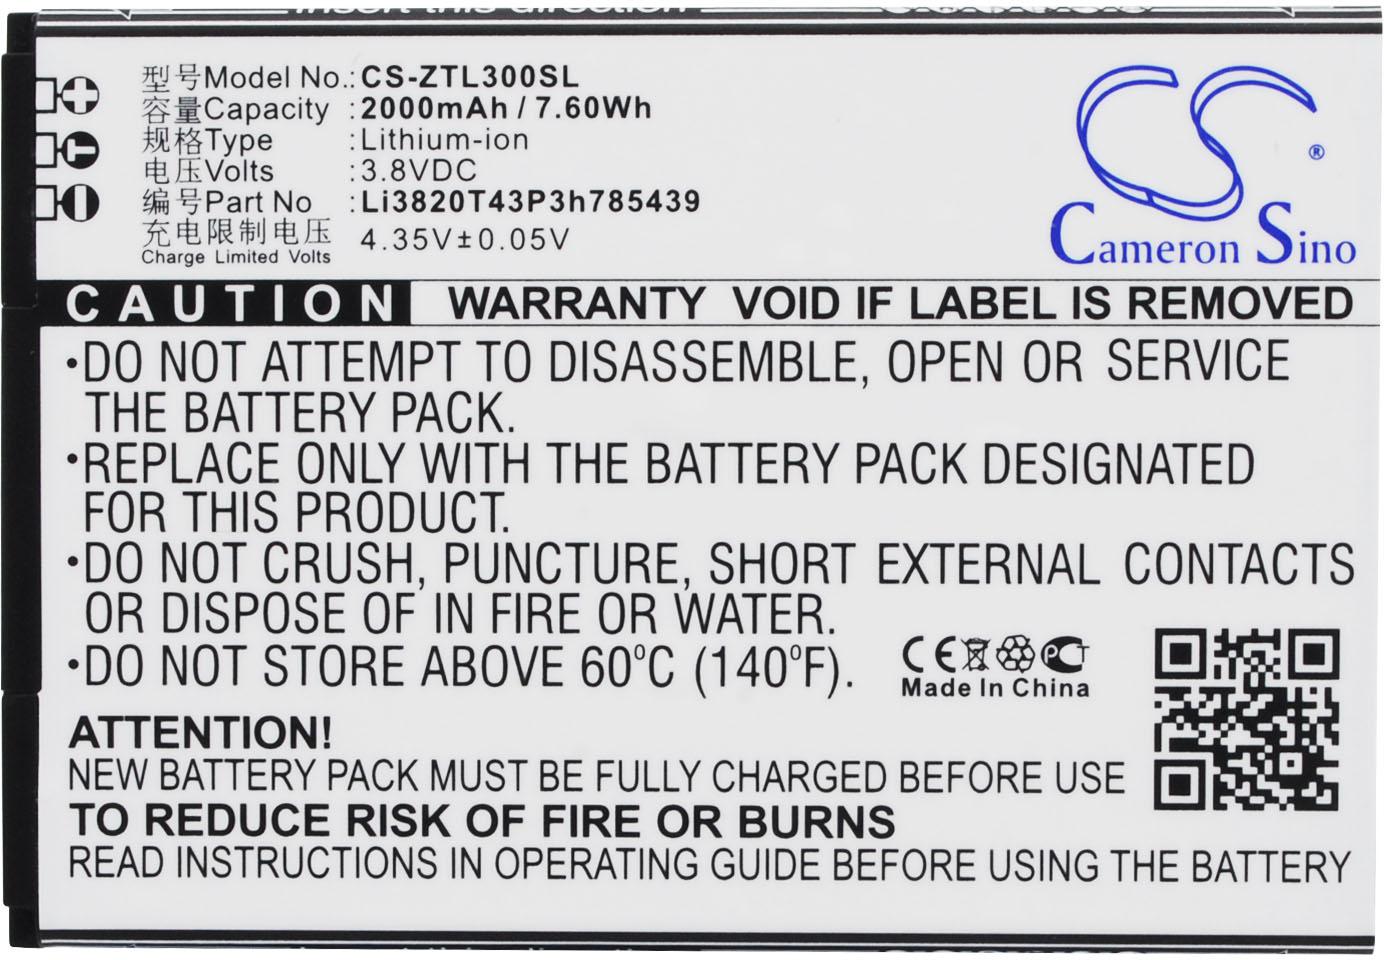 Insert this direction
型号Model No.:CS-ZTL300SL
容量Capacity :2000mAh / 7.60Wh
规格Type :Lithium-ion
电压Volts :3.8VDC
编号Part No :Li3820T43P3h785439
充电限制电压 4.35V±0.05V
Charge Limited Volts
CS ®
Cameron Sino
CAUTION WARRANTY VOID IF LABEL IS REMOVED
•DO NOT ATTEMPT TO DISASSEMBLE, OPEN OR SERVICE
THE BATTERY PACK.
•REPLACE ONLY WITH THE BATTERY PACK DESIGNATED
FOR THIS PRODUCT.
•DO NOT CRUSH, PUNCTURE, SHORT EXTERNAL CONTACTS
OR DISPOSE OF IN FIRE OR WATER.
•DO NOT STORE ABOVE 60°C (140°F).
CE PCT
Made In China
ATTENTION!
NEW BATTERY PACK MUST BE FULLY CHARGED BEFORE USE
TO REDUCE RISK OF FIRE OR BURNS
READ INSTRUCTIONS IN OPERATING GUIDE BEFORE USING THE BATTERY